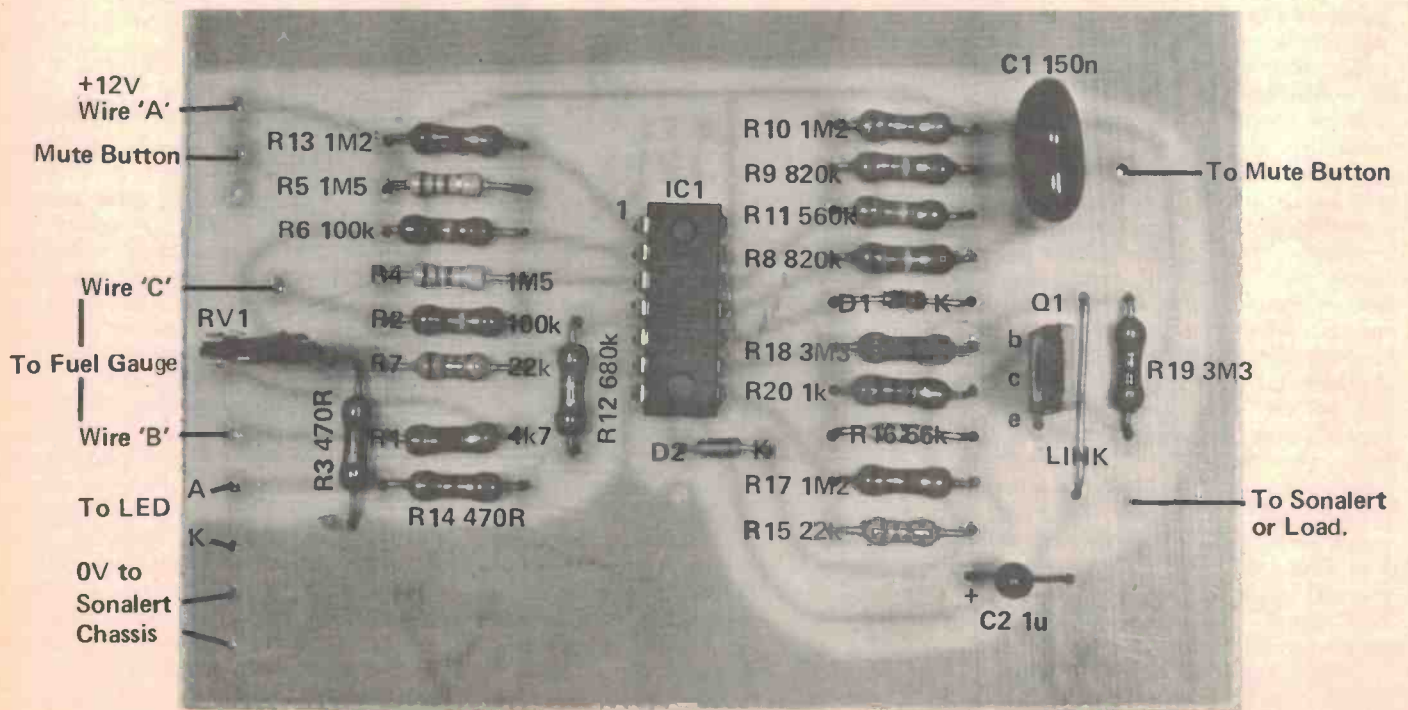 +12V
Wire 'A'
Mute Button
Wire 'C'
RV1
To Fuel Gauge
Wire 'B'
A
To LED
K
0V to
Sonalert
Chassis
R13 1M2
R5 1M5
R6 100k
R4 1M5
R2 100k
R7 22k
R3 470R
R1 4k7
R14 470R
R12 680k
1
IC1
D2 K
R10 1M2
R9 820k
R11 560k
R8 820k
D1 K
R18 3M3
R20 1k
R16
R17 1M2
R15 22k
C1 150n
Q1
b
c
e
LINK
R19 3M3
+
C2 1u
To Mute Button
To Sonalert
or Load.